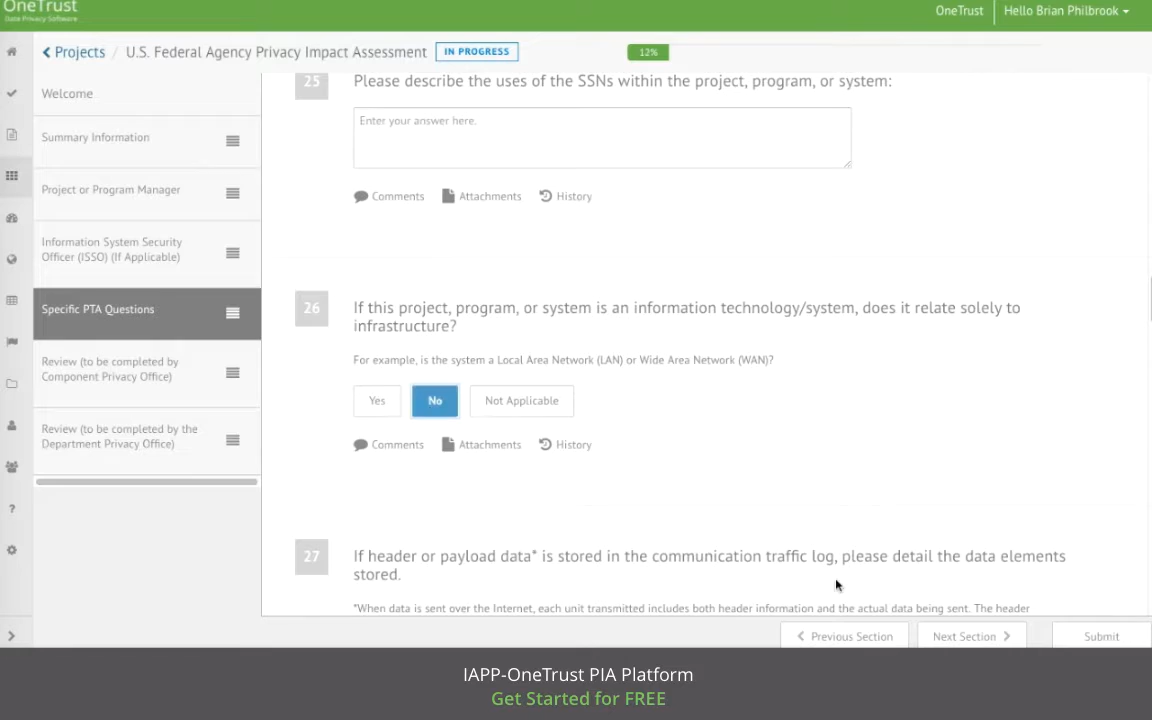 OneTrust
Data Privacy Software
OneTrust
Hello Brian Philbrook
Projects / U.S. Federal Agency Privacy Impact Assessment
IN PROGRESS
12%
Welcome
Summary Information
Project or Program Manager
Information System Security
Officer (ISSO) (If Applicable)
Specific PTA Questions
Review (to be completed by
Component Privacy Office)
Review (to be completed by the
Department Privacy Office)
25
Please describe the uses of the SSNs within the project, program, or system:
Enter your answer here.
Comments
Attachments
History
26
If this project, program, or system is an information technology/system, does it relate solely to
infrastructure?
For example, is the system a Local Area Network (LAN) or Wide Area Network (WAN)?
Yes
No
Not Applicable
Comments
Attachments
History
27
If header or payload data* is stored in the communication traffic log, please detail the data elements
stored.
*When data is sent over the Internet, each unit transmitted includes both header information and the actual data being sent. The header
Previous Section
Next Section
Submit
IAPP-OneTrust PIA Platform
Get Started for FREE